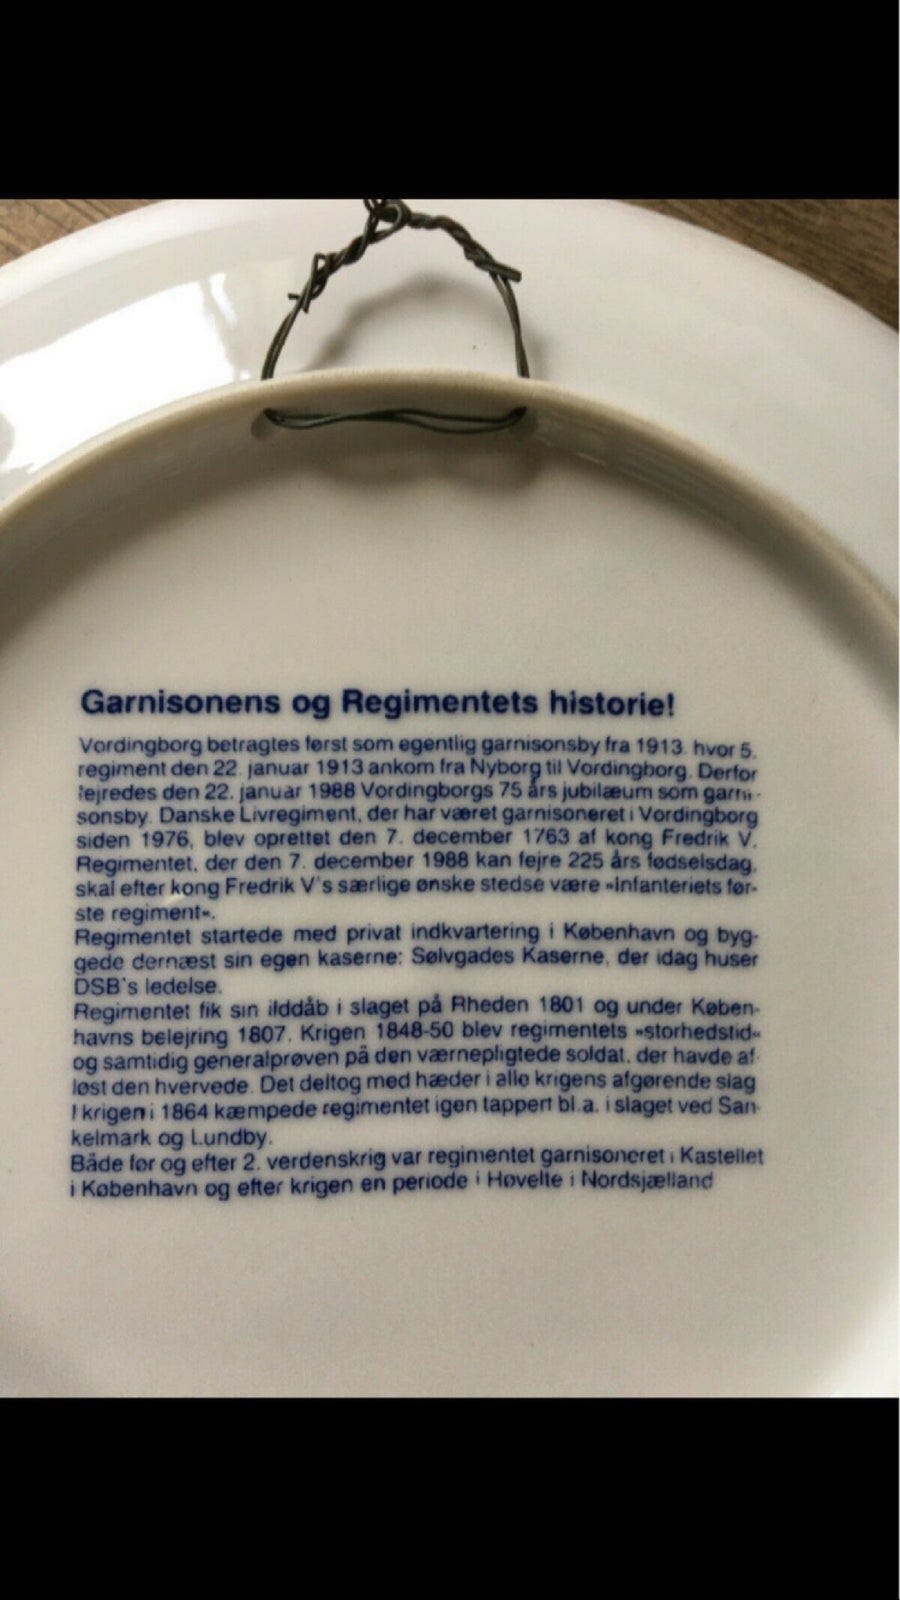 Garnisonens og Regimentets historie!
Vordingborg betragtes først som egentlig garnisonsby fra 1913, hvor 5.
regiment den 22. januar 1913 ankom fra Nyborg til Vordingborg. Derfor
fejredes den 22. januar 1988 Vordingborgs 75 års jubilæum som garni-
sonsby. Danske Livregiment, der har været garnisoneret i Vordingborg
siden 1976, blev oprettet den 7. december 1763 af kong Fredrik V.
Regimentet, der den 7. december 1988 kan fejre 225 års fødselsdag,
skal efter kong Fredrik V's særlige ønske stedse være »Infanteriets før-
ste regiment«.
Regimentet startede med privat indkvartering i København og byg-
gede dernæst sin egen kaserne: Sølvgades Kaserne, der idag huser
DSB's ledelse.
Regimentet fik sin ilddåb i slaget på Rheden 1801 og under Køben-
havns belejring 1807. Krigen 1848-50 blev regimentets »storhedstid«
og samtidig generalprøven på den værnepligtede soldat, der havde af-
løst den hvervede. Det deltog med hæder i alle krigens afgørende slag
I krigen i 1864 kæmpede regimentet igen tappert bl.a. i slaget ved San-
kelmark og Lundby.
Både før og efter 2. verdenskrig var regimentet garnisoneret i Kastellet
i København og efter krigen en periode i Høvelte i Nordsjælland